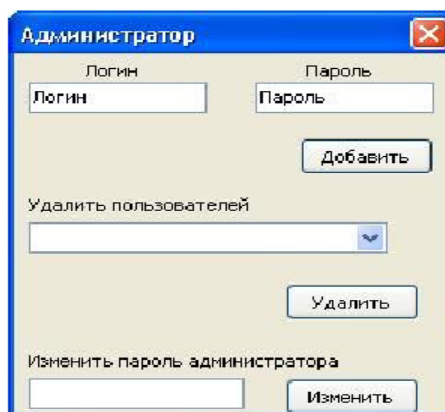 Администратор
Логин Пароль
Логин Пароль
Добавить
Удалить пользователей
Удалить
Изменить пароль администратора
Изменить